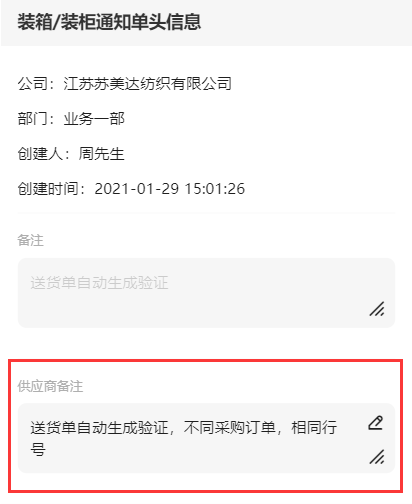 装箱/装柜通知单头信息
公司：江苏苏美达纺织有限公司
部门：业务一部
创建人：周先生
创建时间：2021-01-29 15:01:26
备注
送货单自动生成验证
供应商备注
送货单自动生成验证，不同采购订单，相同行
号